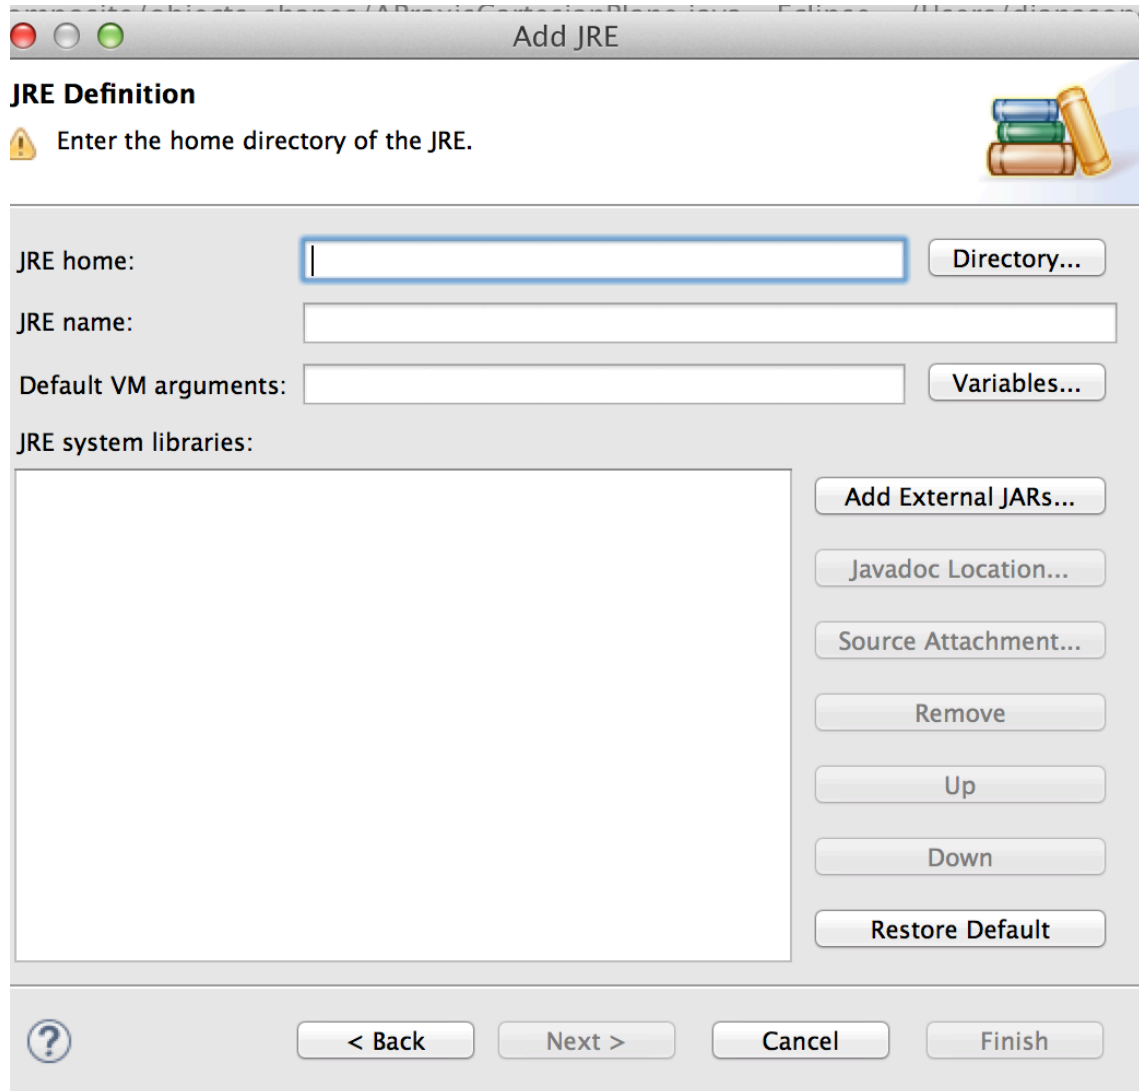 Add JRE
JRE Definition
Enter the home directory of the JRE.
JRE home:
Directory...
JRE name:
Default VM arguments:
Variables...
JRE system libraries:
Add External JARs...
Javadoc Location...
Source Attachment...
Remove
Up
Down
Restore Default
? < Back Next > Cancel Finish